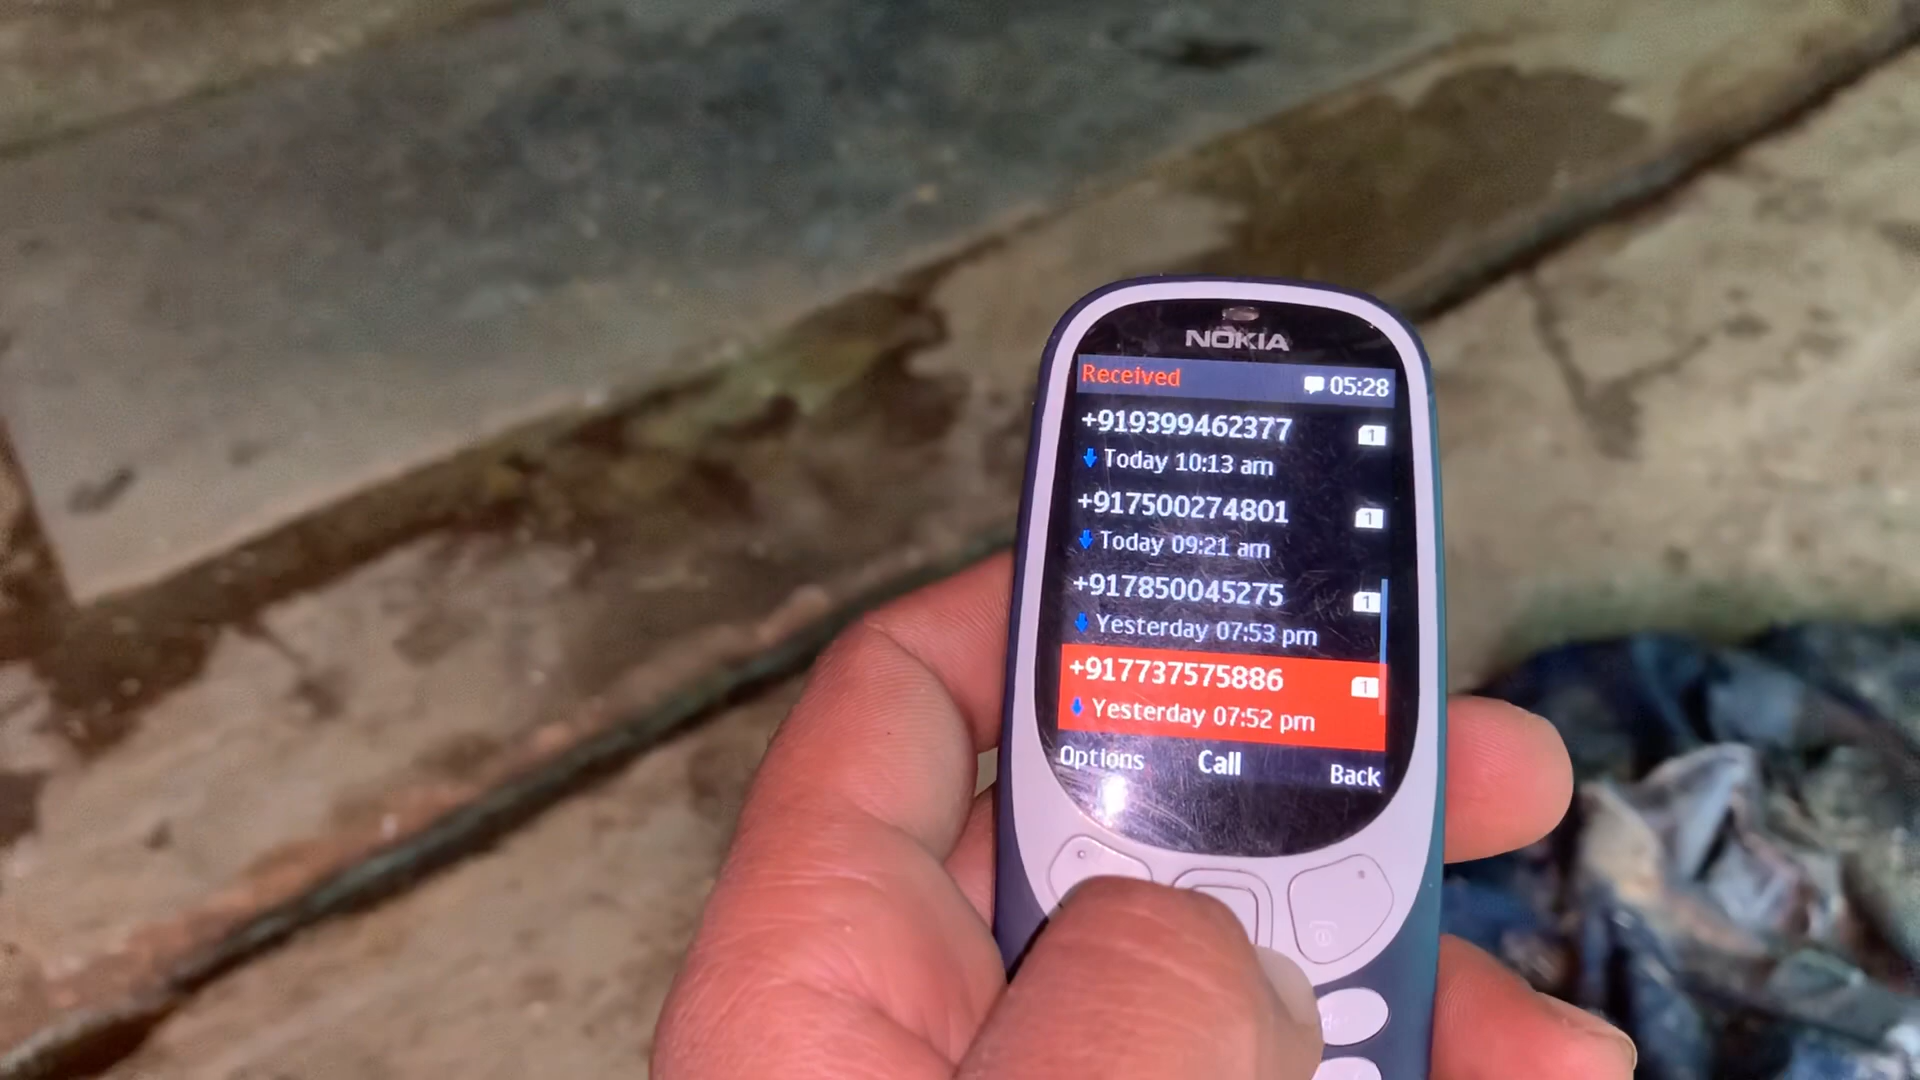 NOKIA
Received 05:28
+919399462377 1
Today 10:13 am
+917500274801 1
Today 09:21 am
+917850045275 1
Yesterday 07:53 pm
+917737575886 1
Yesterday 07:52 pm
Options Call Back